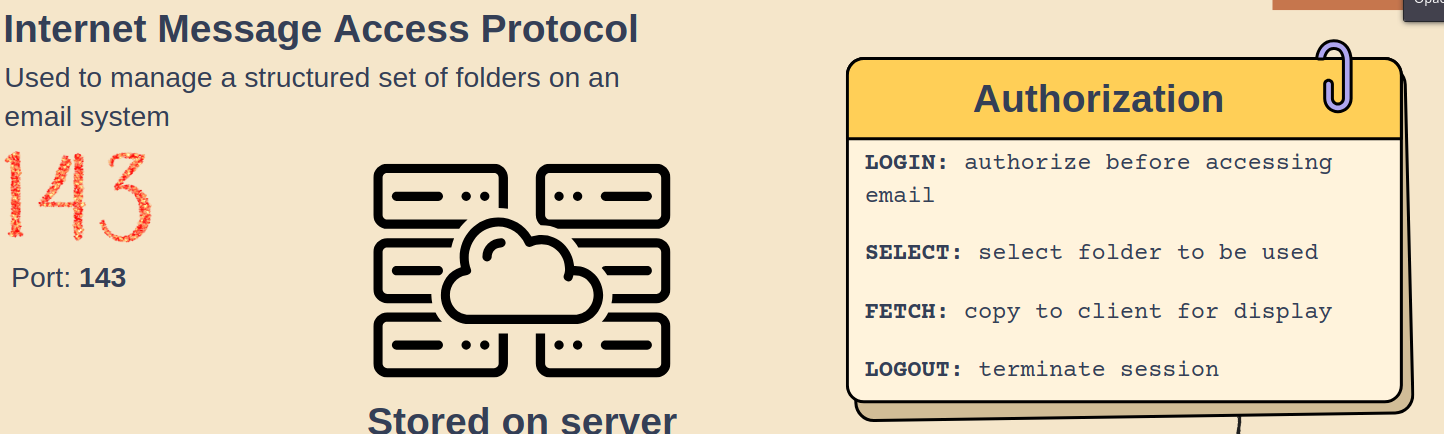 Internet Message Access Protocol
Used to manage a structured set of folders on an
email system
143
Port: 143
Stored on server
Authorization
LOGIN: authorize before accessing
email
SELECT: select folder to be used
FETCH: copy to client for display
LOGOUT: terminate session